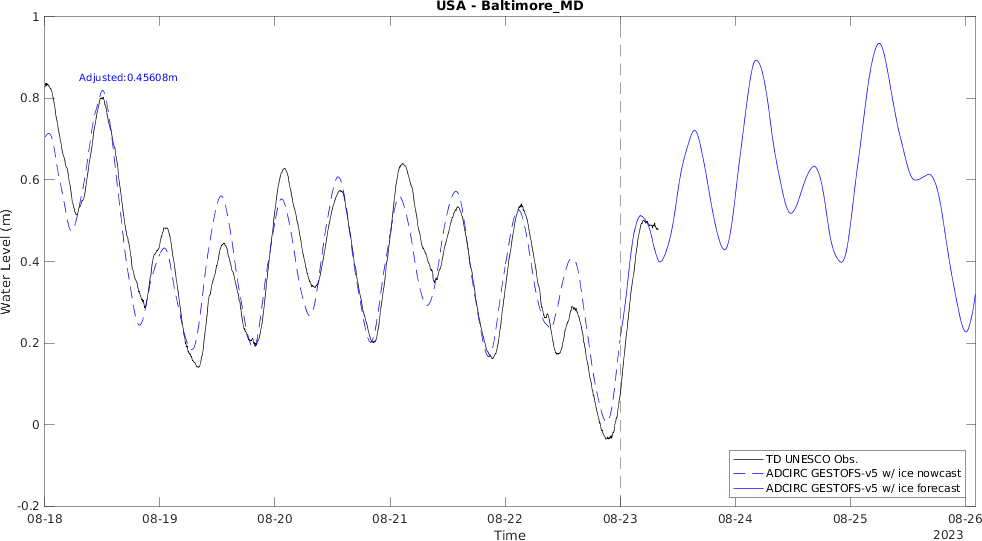 USA - Baltimore_MD
Adjusted:0.45608m
Water Level (m)
1
0.8
0.6
0.4
0.2
0
-0.2
TD UNESCO Obs.
ADCIRC GESTOFS-v5 w/ ice nowcast
ADCIRC GESTOFS-v5 w/ ice forecast
08-18 08-19 08-20 08-21 08-22 08-23 08-24 08-25 08-26
Time
2023